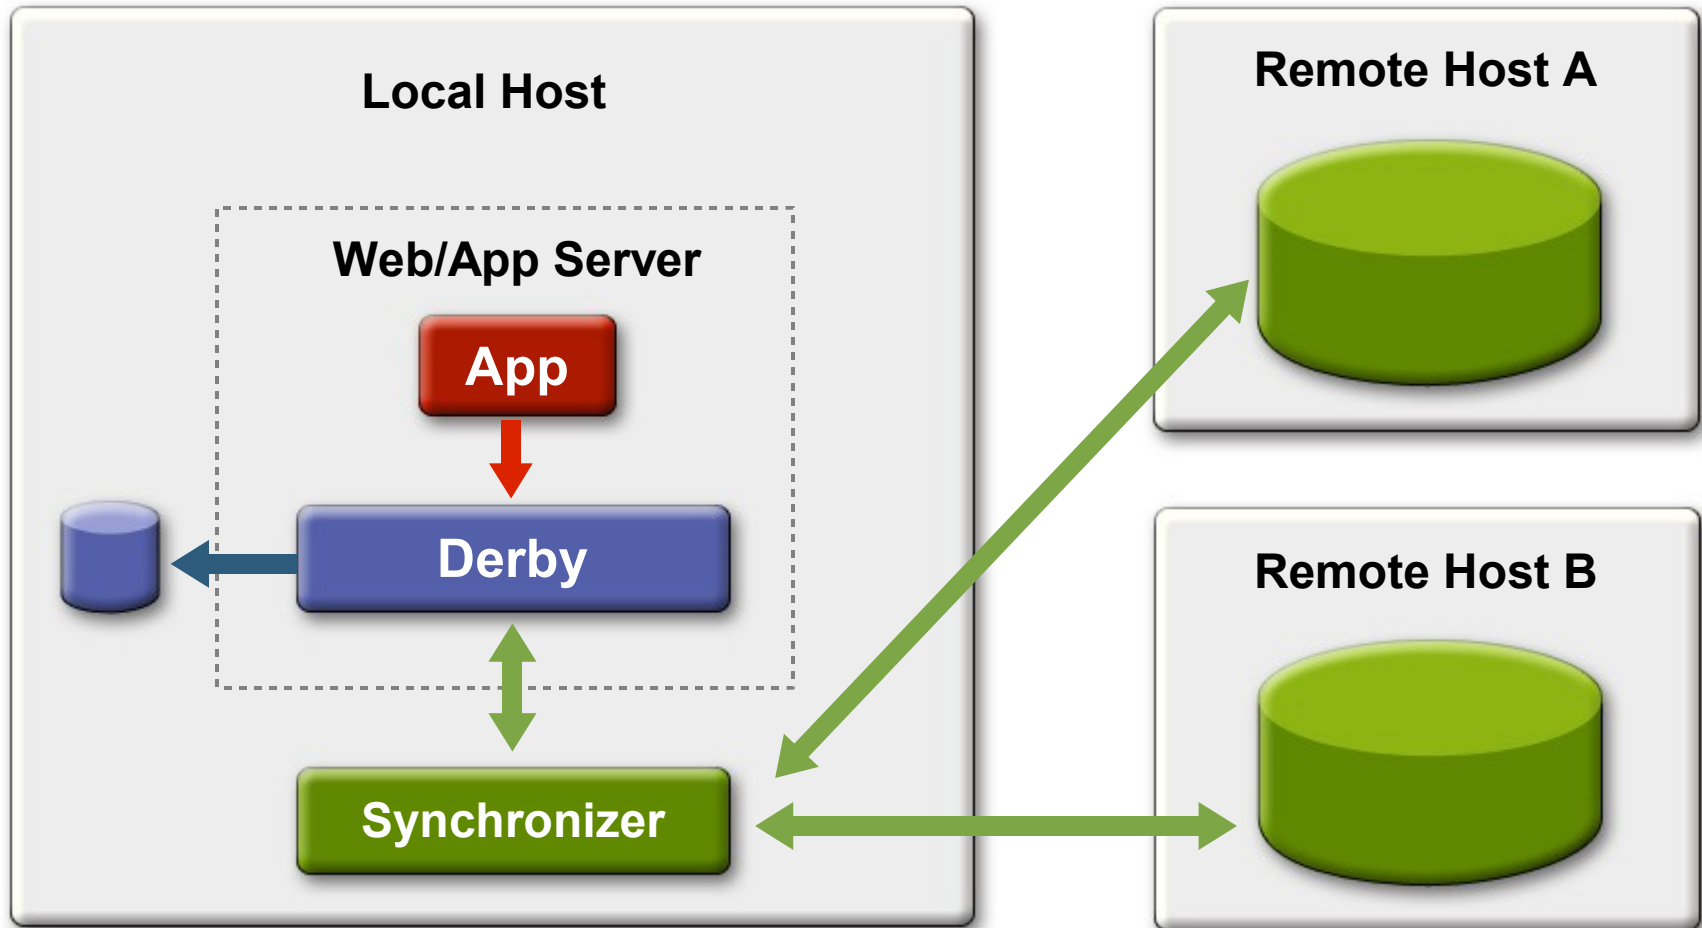 Local Host
Web/App Server
App
Derby
Synchronizer
Remote Host A
Remote Host B